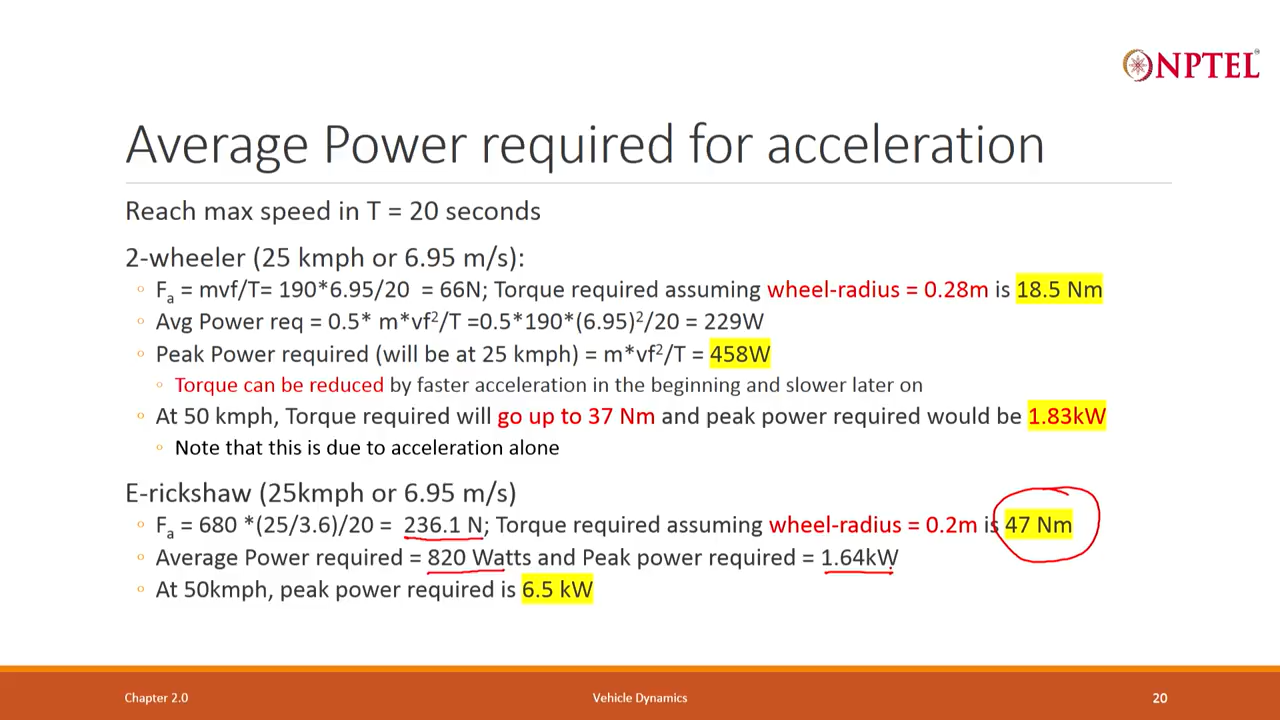 NPTEL
Average Power required for acceleration
Reach max speed in T = 20 seconds
2-wheeler (25 kmph or 6.95 m/s):
Fa = mvf/T= 190*6.95/20 = 66N; Torque required assuming wheel-radius = 0.28m is 18.5 Nm
Avg Power req = 0.5* m*vf²/T =0.5*190*(6.95)²/20 = 229W
Peak Power required (will be at 25 kmph) = m*vf²/T = 458W
Torque can be reduced by faster acceleration in the beginning and slower later on
At 50 kmph, Torque required will go up to 37 Nm and peak power required would be 1.83kW
Note that this is due to acceleration alone
E-rickshaw (25kmph or 6.95 m/s)
Fa = 680 *(25/3.6)/20 = 236.1 N; Torque required assuming wheel-radius = 0.2m is 47 Nm
Average Power required = 820 Watts and Peak power required = 1.64kW
At 50kmph, peak power required is 6.5 kW
Chapter 2.0 Vehicle Dynamics 20